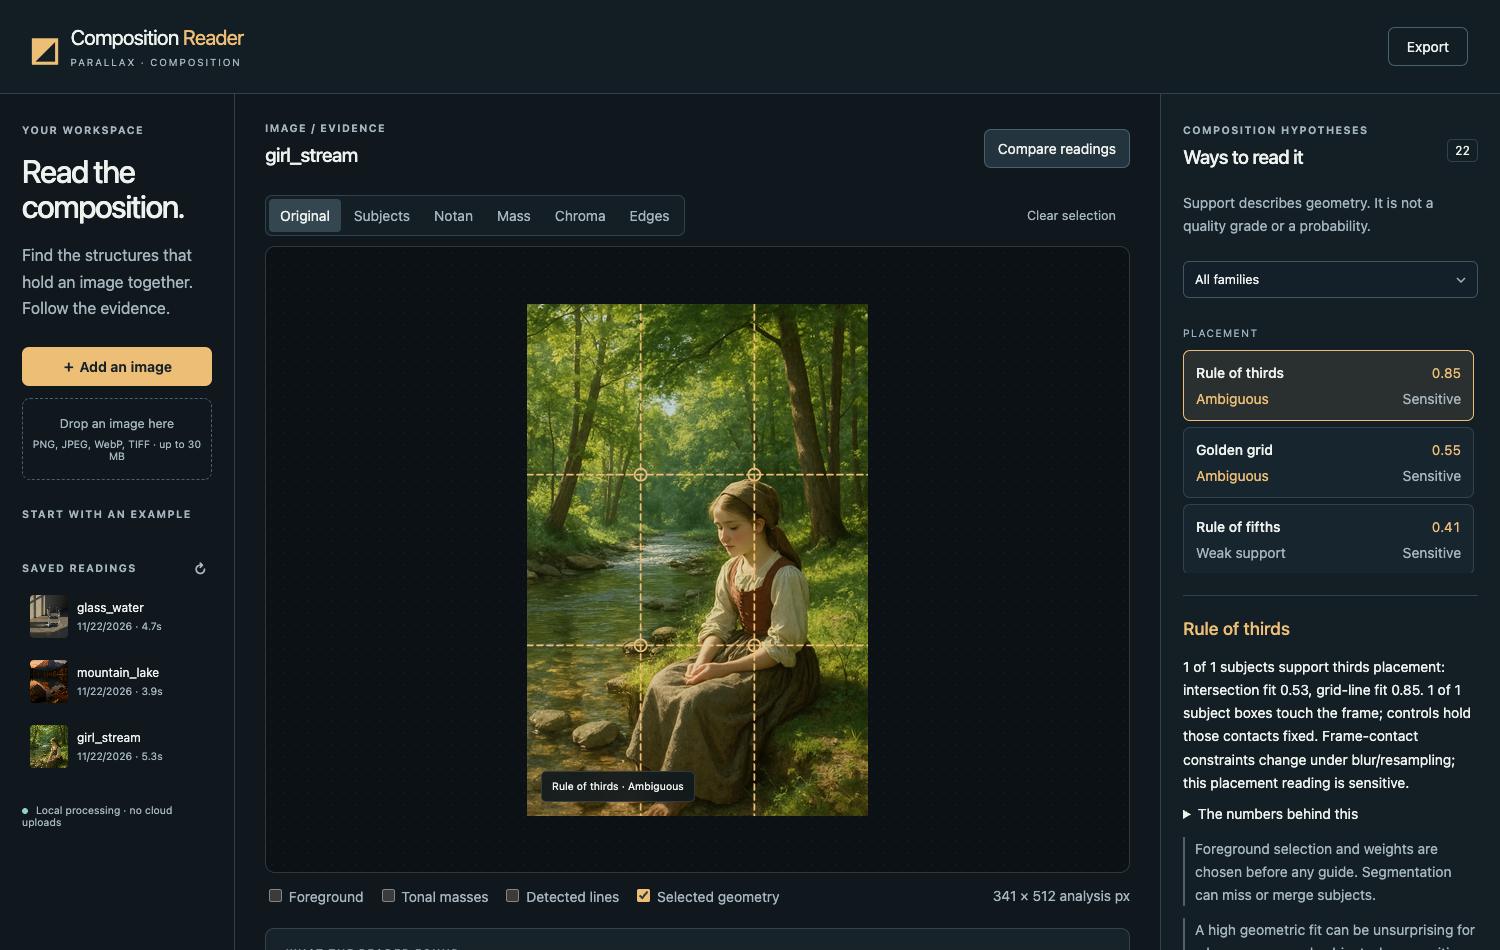 Composition Reader
PARALLAX · COMPOSITION
Export
YOUR WORKSPACE
Read the
composition.
Find the structures that
hold an image together.
Follow the evidence.
+ Add an image
Drop an image here
PNG, JPEG, WebP, TIFF · up to 30
MB
START WITH AN EXAMPLE
SAVED READINGS
glass_water
11/22/2026 · 4.7s
mountain_lake
11/22/2026 · 3.9s
girl_stream
11/22/2026 · 5.3s
Local processing · no cloud
uploads
IMAGE / EVIDENCE
girl_stream
Compare readings
Original Subjects Notan Mass Chroma Edges
Clear selection
Rule of thirds · Ambiguous
Foreground Tonal masses Detected lines Selected geometry
341 × 512 analysis px
COMPOSITION HYPOTHESES
Ways to read it
22
Support describes geometry. It is not a
quality grade or a probability.
All families
PLACEMENT
Rule of thirds 0.85
Ambiguous Sensitive
Golden grid 0.55
Ambiguous Sensitive
Rule of fifths 0.41
Weak support Sensitive
Rule of thirds
1 of 1 subjects support thirds placement:
intersection fit 0.53, grid-line fit 0.85. 1 of 1
subject boxes touch the frame; controls hold
those contacts fixed. Frame-contact
constraints change under blur/resampling;
this placement reading is sensitive.
The numbers behind this
Foreground selection and weights are
chosen before any guide. Segmentation
can miss or merge subjects.
A high geometric fit can be unsurprising for